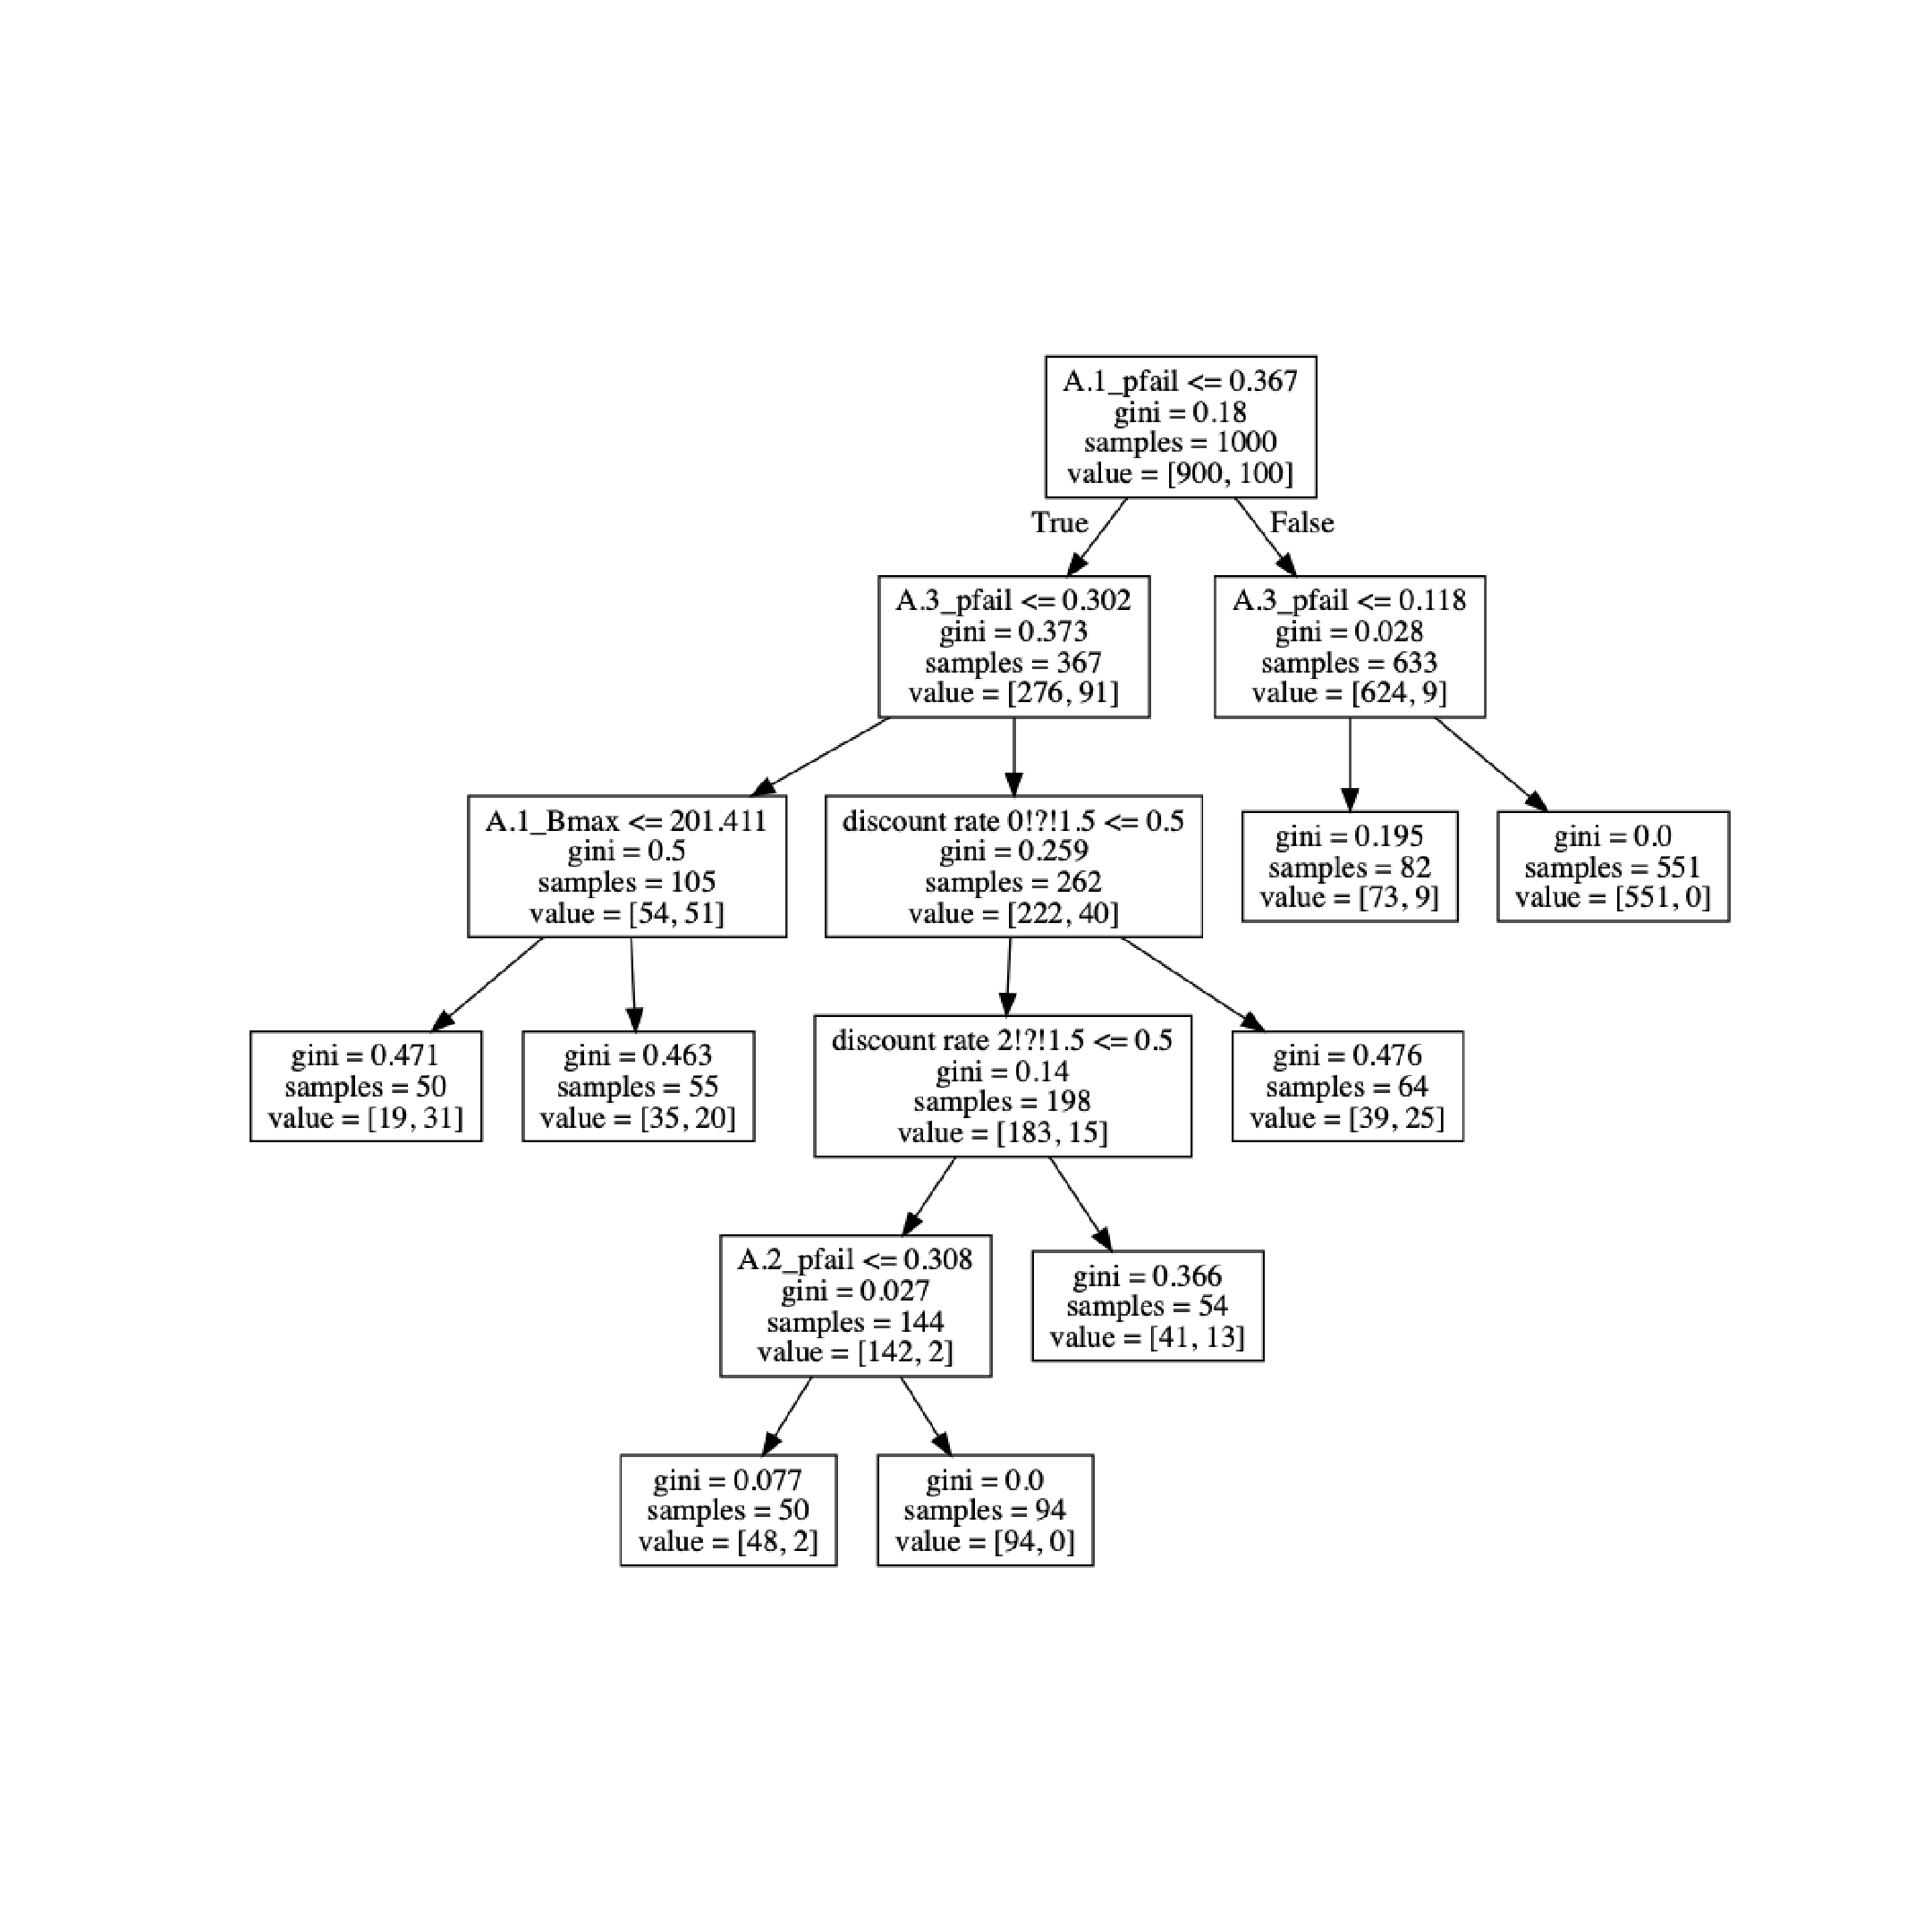 A.1_pfail <= 0.367
gini = 0.18
samples = 1000
value = [900, 100]
True
False
A.3_pfail <= 0.302
gini = 0.373
samples = 367
value = [276, 91]
A.3_pfail <= 0.118
gini = 0.028
samples = 633
value = [624, 9]
A.1_Bmax <= 201.411
gini = 0.5
samples = 105
value = [54, 51]
discount rate 0!?!1.5 <= 0.5
gini = 0.259
samples = 262
value = [222, 40]
gini = 0.195
samples = 82
value = [73, 9]
gini = 0.0
samples = 551
value = [551, 0]
gini = 0.471
samples = 50
value = [19, 31]
gini = 0.463
samples = 55
value = [35, 20]
discount rate 2!?!1.5 <= 0.5
gini = 0.14
samples = 198
value = [183, 15]
gini = 0.476
samples = 64
value = [39, 25]
A.2_pfail <= 0.308
gini = 0.027
samples = 144
value = [142, 2]
gini = 0.366
samples = 54
value = [41, 13]
gini = 0.077
samples = 50
value = [48, 2]
gini = 0.0
samples = 94
value = [94, 0]